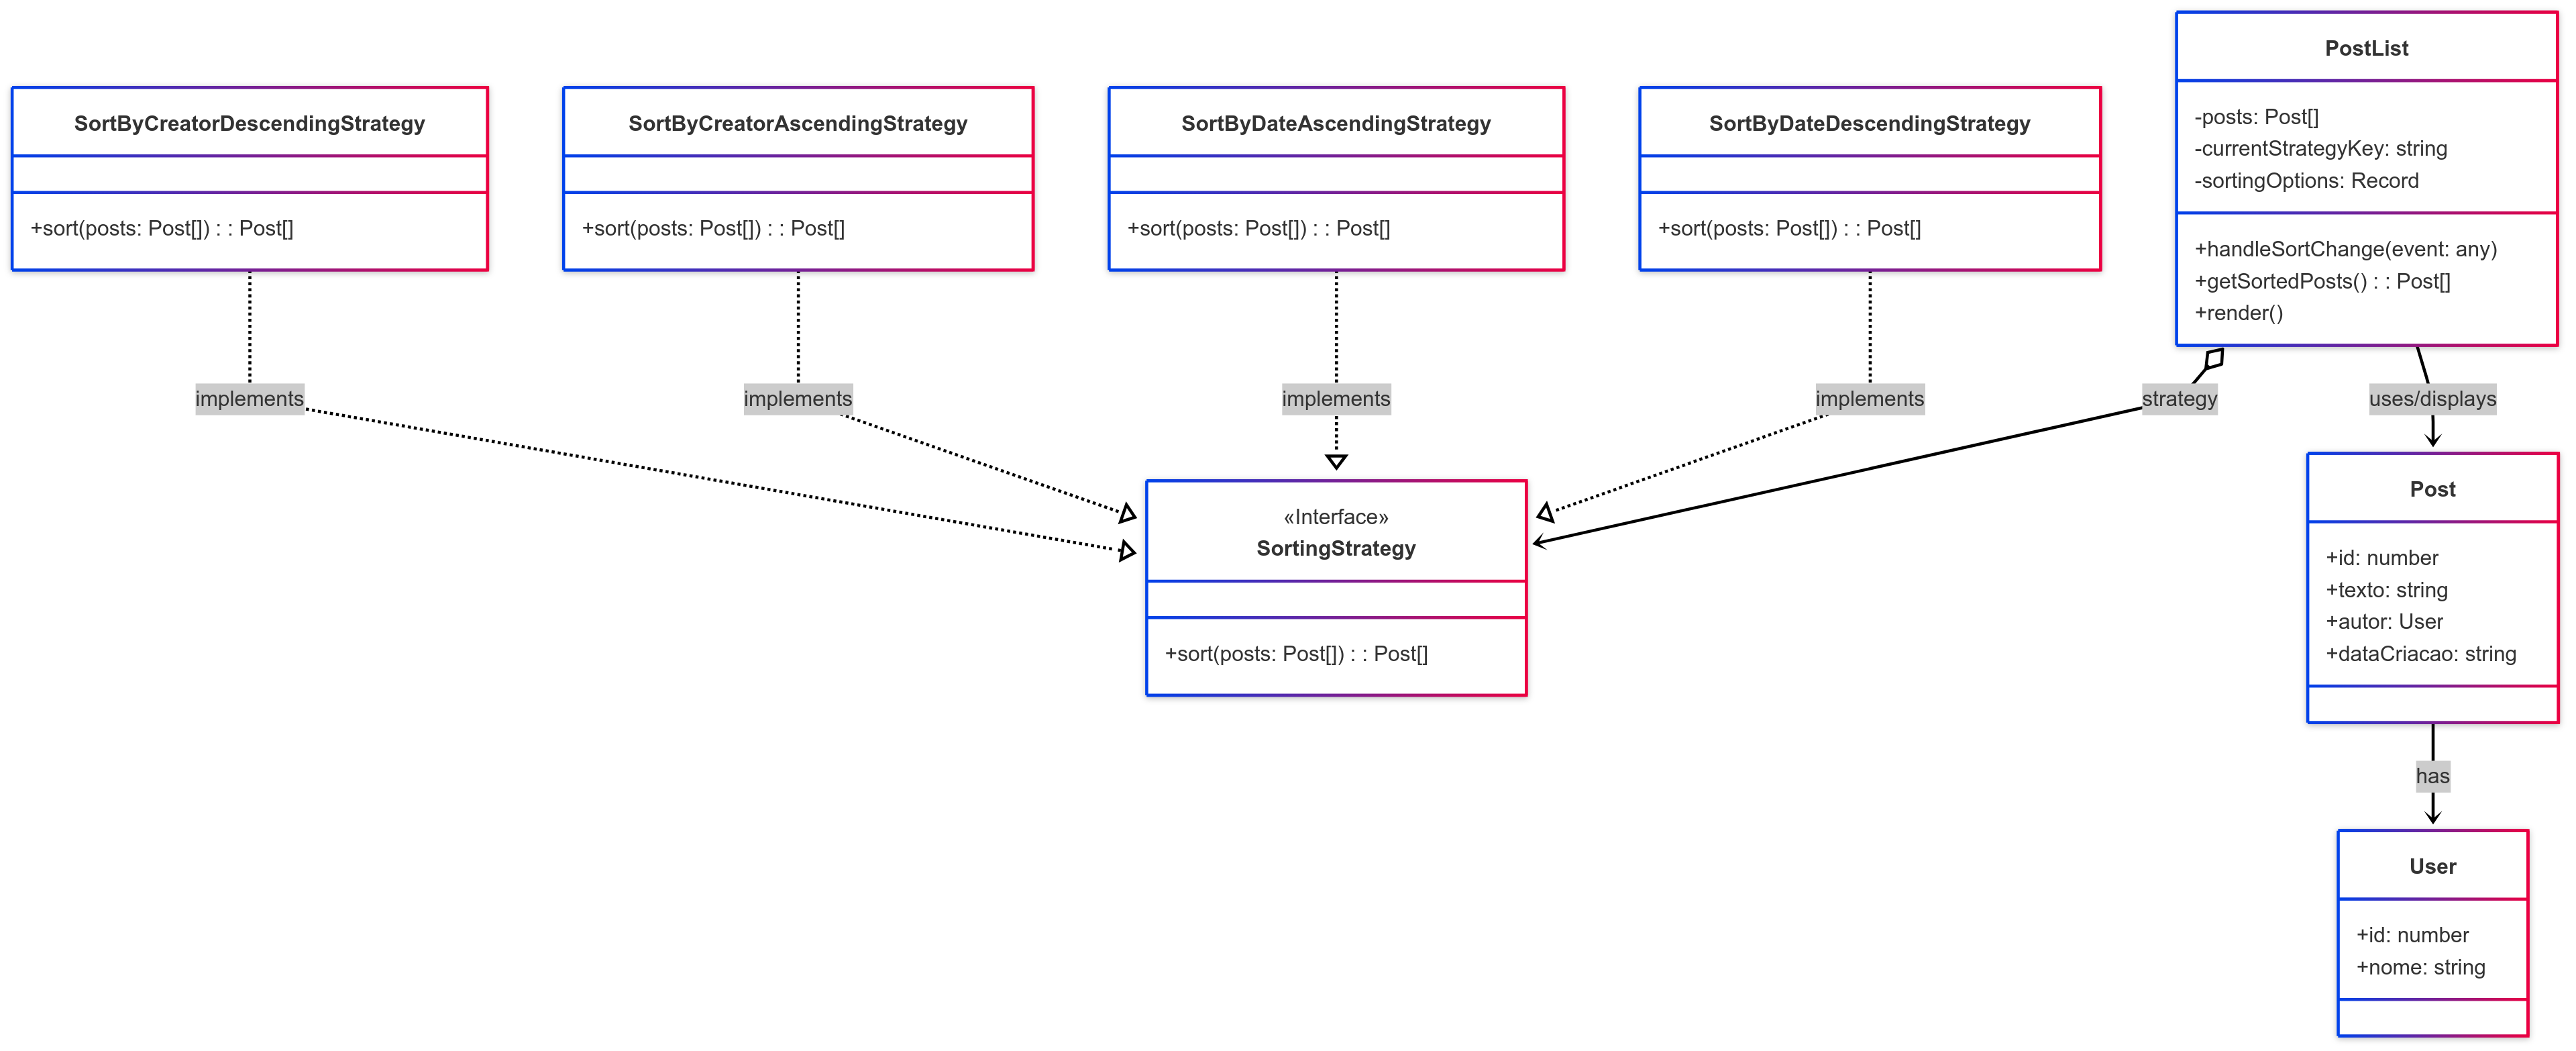 SortByCreatorDescendingStrategy
+sort(posts: Post[]) : : Post[]
SortByCreatorAscendingStrategy
+sort(posts: Post[]) : : Post[]
SortByDateAscendingStrategy
+sort(posts: Post[]) : : Post[]
SortByDateDescendingStrategy
+sort(posts: Post[]) : : Post[]
PostList
-posts: Post[]
-currentStrategyKey: string
-sortingOptions: Record
+handleSortChange(event: any)
+getSortedPosts() : : Post[]
+render()
implements
implements
implements
implements
strategy
uses/displays
«Interface»
SortingStrategy
+sort(posts: Post[]) : : Post[]
Post
+id: number
+texto: string
+autor: User
+dataCriacao: string
has
User
+id: number
+nome: string